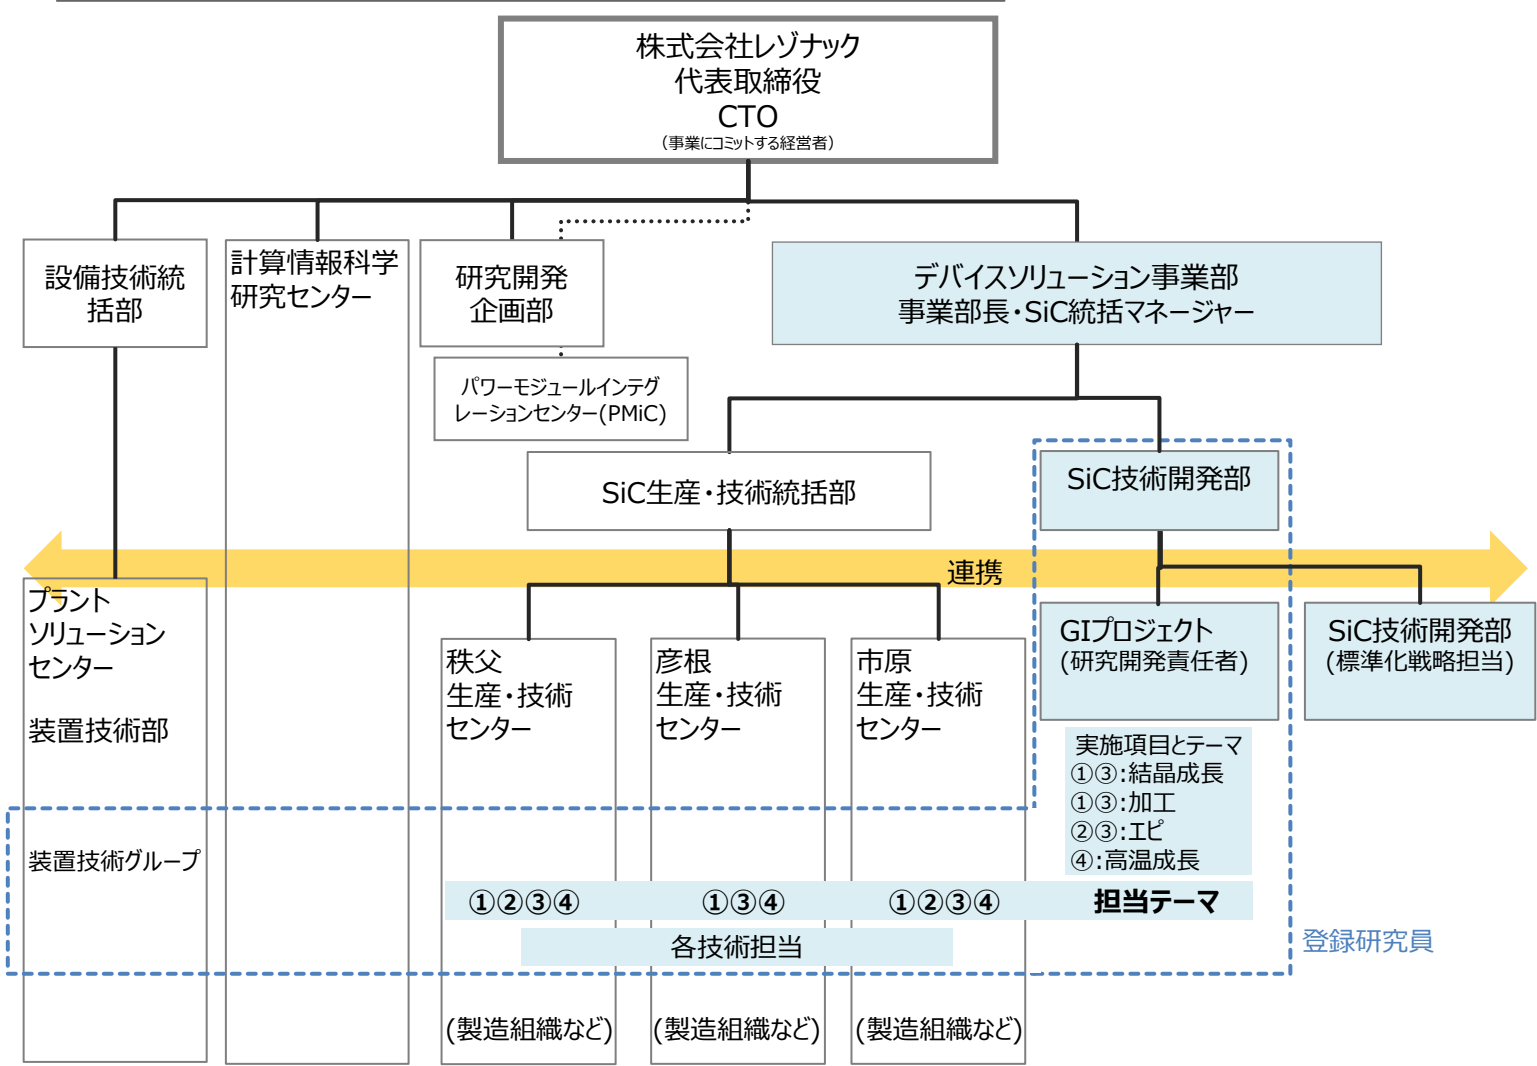 株式会社レゾナック
代表取締役
CTO
（事業にコミットする経営者）
設備技術統
括部
計算情報科学
研究センター
研究開発
企画部
デバイスソリューション事業部
事業部長・SiC統括マネージャー
パワーモジュールインテグ
レーションセンター(PMiC)
SiC生産・技術統括部
SiC技術開発部
連携
プラント
ソリューション
センター
装置技術部
装置技術グループ
秩父
生産・技術
センター
彦根
生産・技術
センター
市原
生産・技術
センター
GIプロジェクト
(研究開発責任者)
SiC技術開発部
(標準化戦略担当)
実施項目とテーマ
①③:結晶成長
①③:加工
②③:エピ
④:高温成長
①②③④
①③④
①②③④
担当テーマ
各技術担当
登録研究員
(製造組織など)
(製造組織など)
(製造組織など)